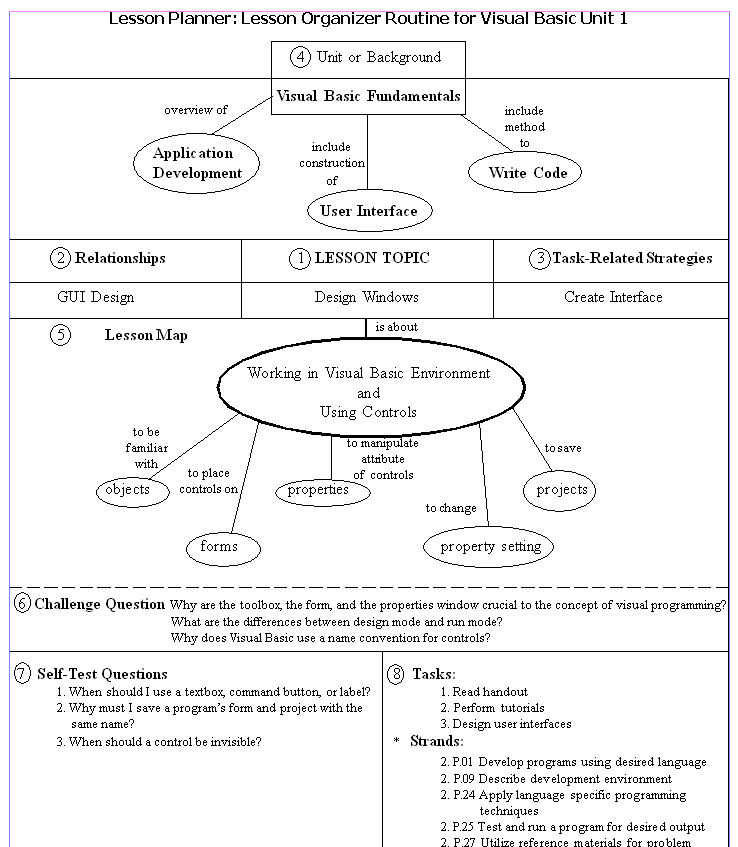 Lesson Planner: Lesson Organizer Routine for Visual Basic Unit 1
4 Unit or Background
Visual Basic Fundamentals
overview of
Application
Development
include
construction
of
User Interface
include
method
to
Write Code
2 Relationships
1 LESSON TOPIC
3 Task-Related Strategies
GUI Design
Design Windows
Create Interface
5 Lesson Map
is about
Working in Visual Basic Environment
and
Using Controls
to be
familiar
with
objects
to place
controls on
forms
to manipulate
attribute
of controls
properties
to change
property setting
to save
projects
6 Challenge Question Why are the toolbox, the form, and the properties window crucial to the concept of visual programming?
What are the differences between design mode and run mode?
Why does Visual Basic use a name convention for controls?
7 Self-Test Questions
1. When should I use a textbox, command button, or label?
2. Why must I save a program's form and project with the
same name?
3. When should a control be invisible?
8 Tasks:
1. Read handout
2. Perform tutorials
3. Design user interfaces
* Strands:
2. P.01 Develop programs using desired language
2. P.09 Describe development environment
2. P.24 Apply language specific programming
techniques
2. P.25 Test and run a program for desired output
2. P.27 Utilize reference materials for problem